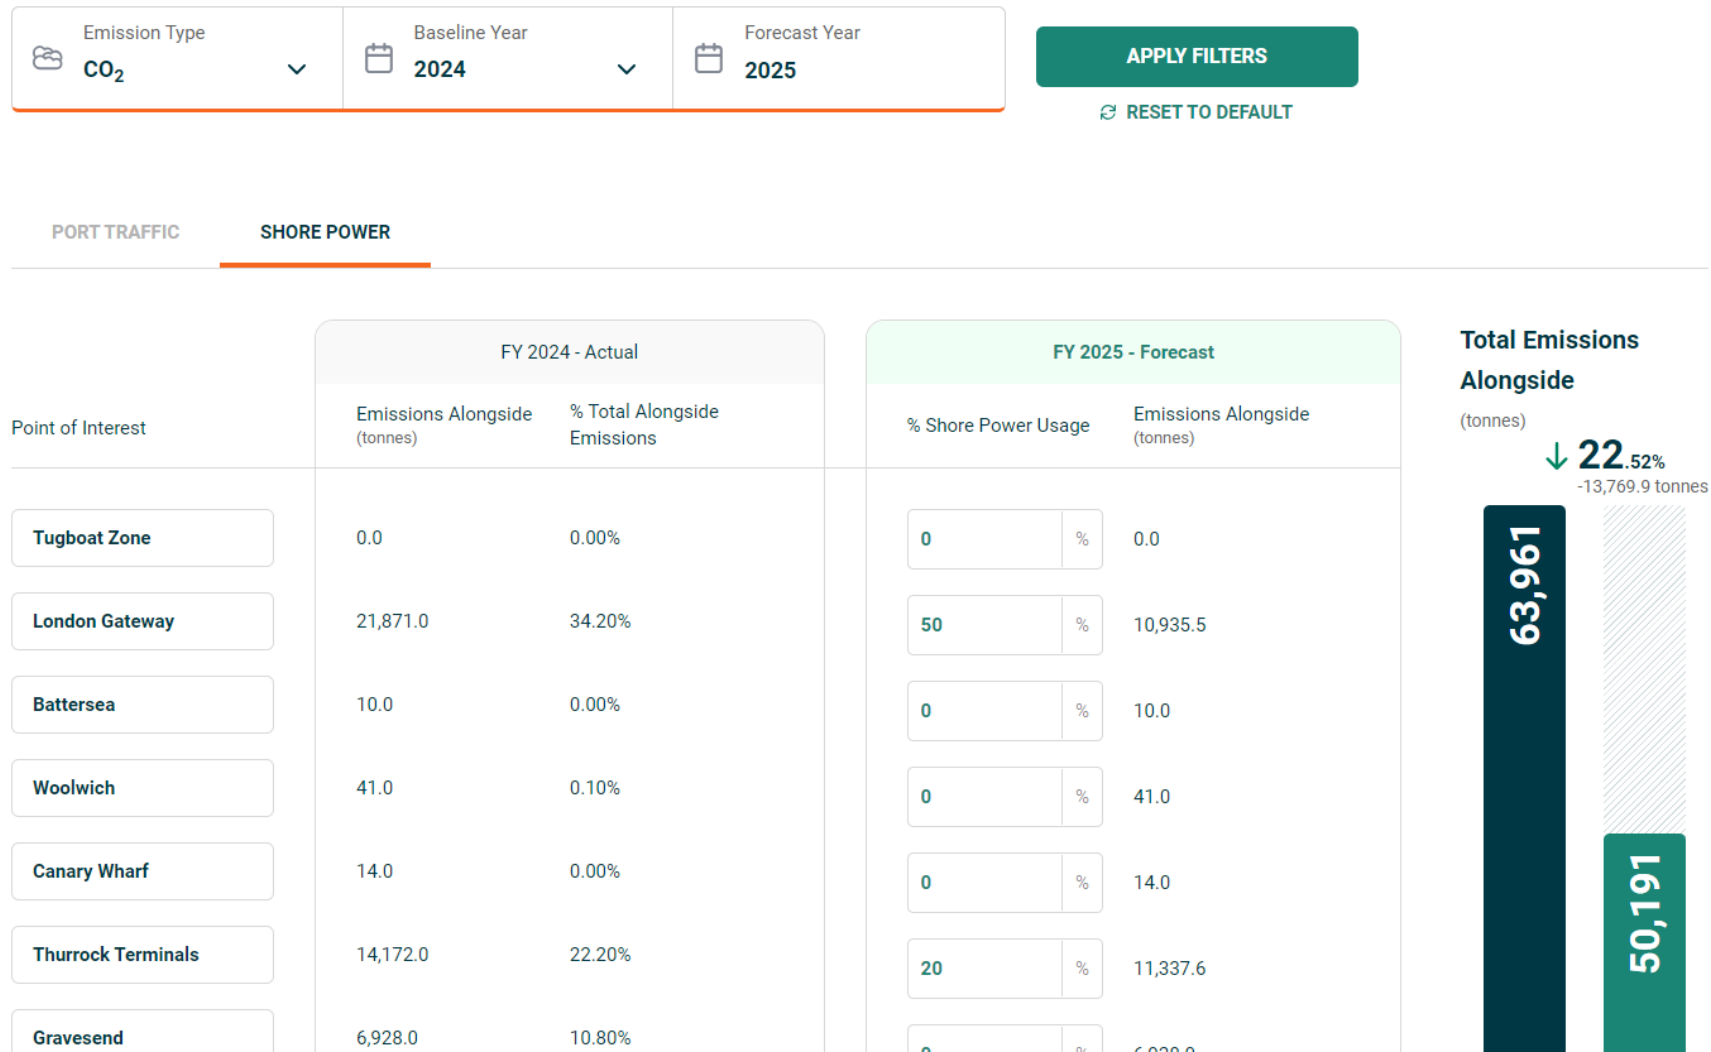 Emission Type
CO₂
Baseline Year
2024
Forecast Year
2025
APPLY FILTERS
RESET TO DEFAULT
PORT TRAFFIC
SHORE POWER
FY 2024 - Actual
FY 2025 - Forecast
Point of Interest
Emissions Alongside
(tonnes)
% Total Alongside
Emissions
% Shore Power Usage
Emissions Alongside
(tonnes)
Total Emissions
Alongside
(tonnes)
22.52%
-13,769.9 tonnes
63,961
50,191
Tugboat Zone 0.0 0.00% 0 % 0.0
London Gateway 21,871.0 34.20% 50 % 10,935.5
Battersea 10.0 0.00% 0 % 10.0
Woolwich 41.0 0.10% 0 % 41.0
Canary Wharf 14.0 0.00% 0 % 14.0
Thurrock Terminals 14,172.0 22.20% 20 % 11,337.6
Gravesend 6,928.0 10.80%